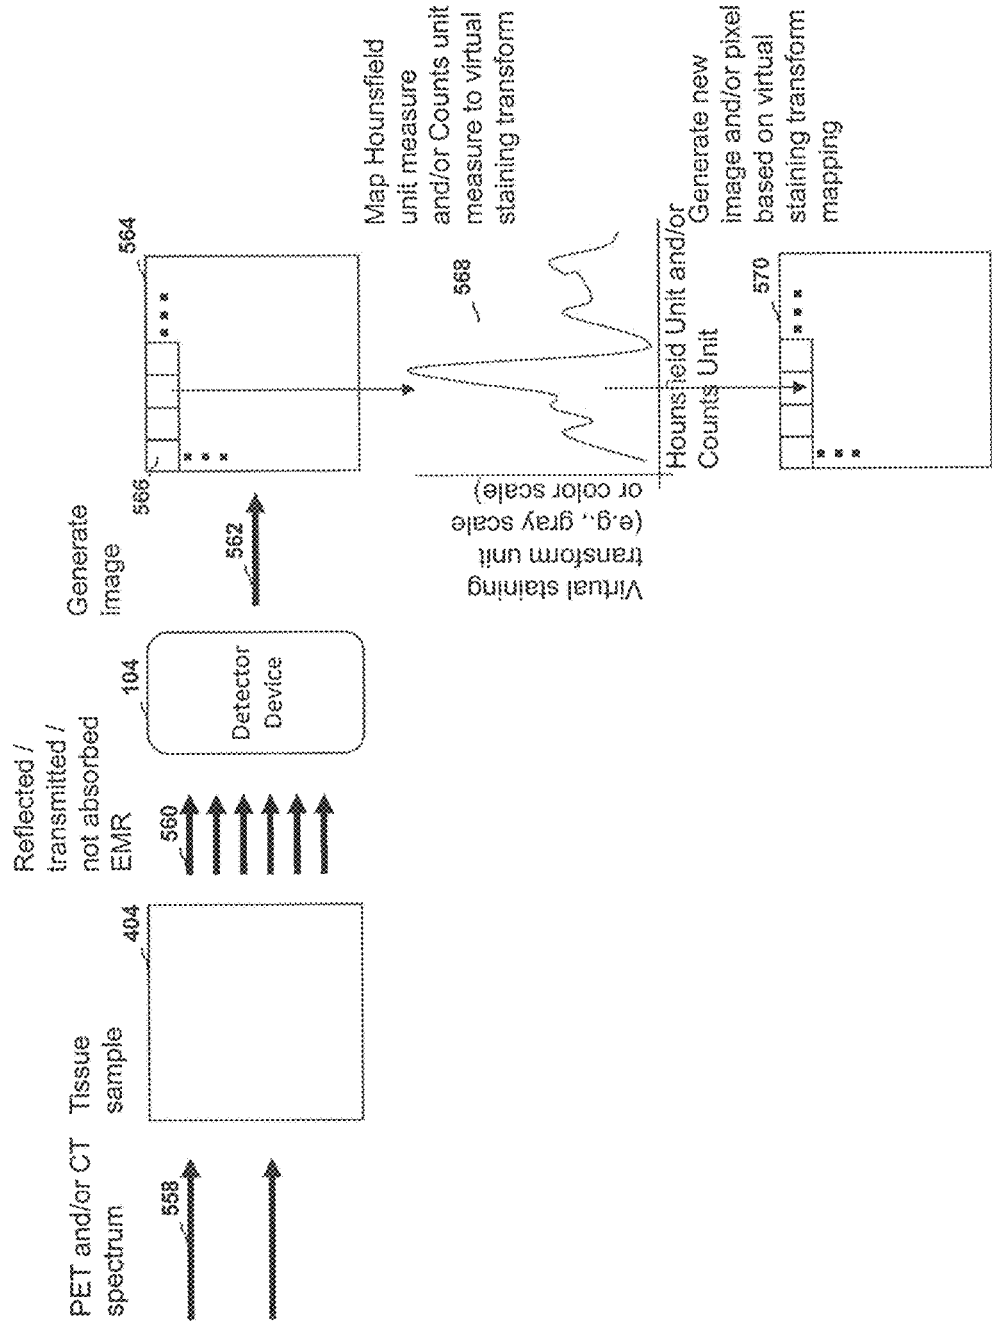 PET and/or CT
spectrum
558
Tissue
sample
404
Reflected /
transmitted /
not absorbed
EMR
560
104
Detector
Device
Generate
image
562
566
564
Map Hounsfield
unit measure
and/or Counts unit
measure to virtual
staining transform
568
Virtual staining
transform unit
(e.g., gray scale
or color scale)
Hounsfield Unit and/or
Counts Unit
Generate new
image and/or pixel
based on virtual
staining transform
mapping
570